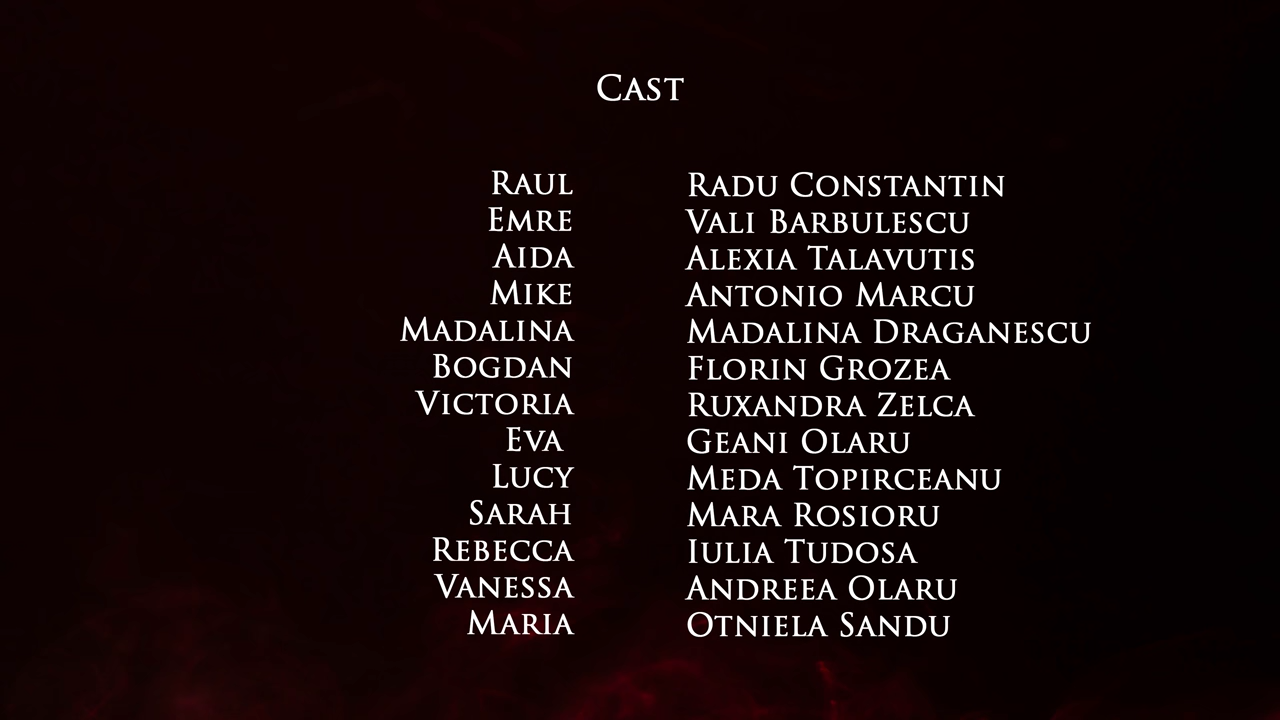 Cast
Raul Radu Constantin
Emre Vali Barbulescu
Aida Alexia Talavutis
Mike Antonio Marcu
Madalina Madalina Draganescu
Bogdan Florin Grozea
Victoria Ruxandra Zelca
Eva Geani Olaru
Lucy Meda Topirceanu
Sarah Mara Rosioru
Rebecca Iulia Tudosa
Vanessa Andreea Olaru
Maria Otniela Sandu